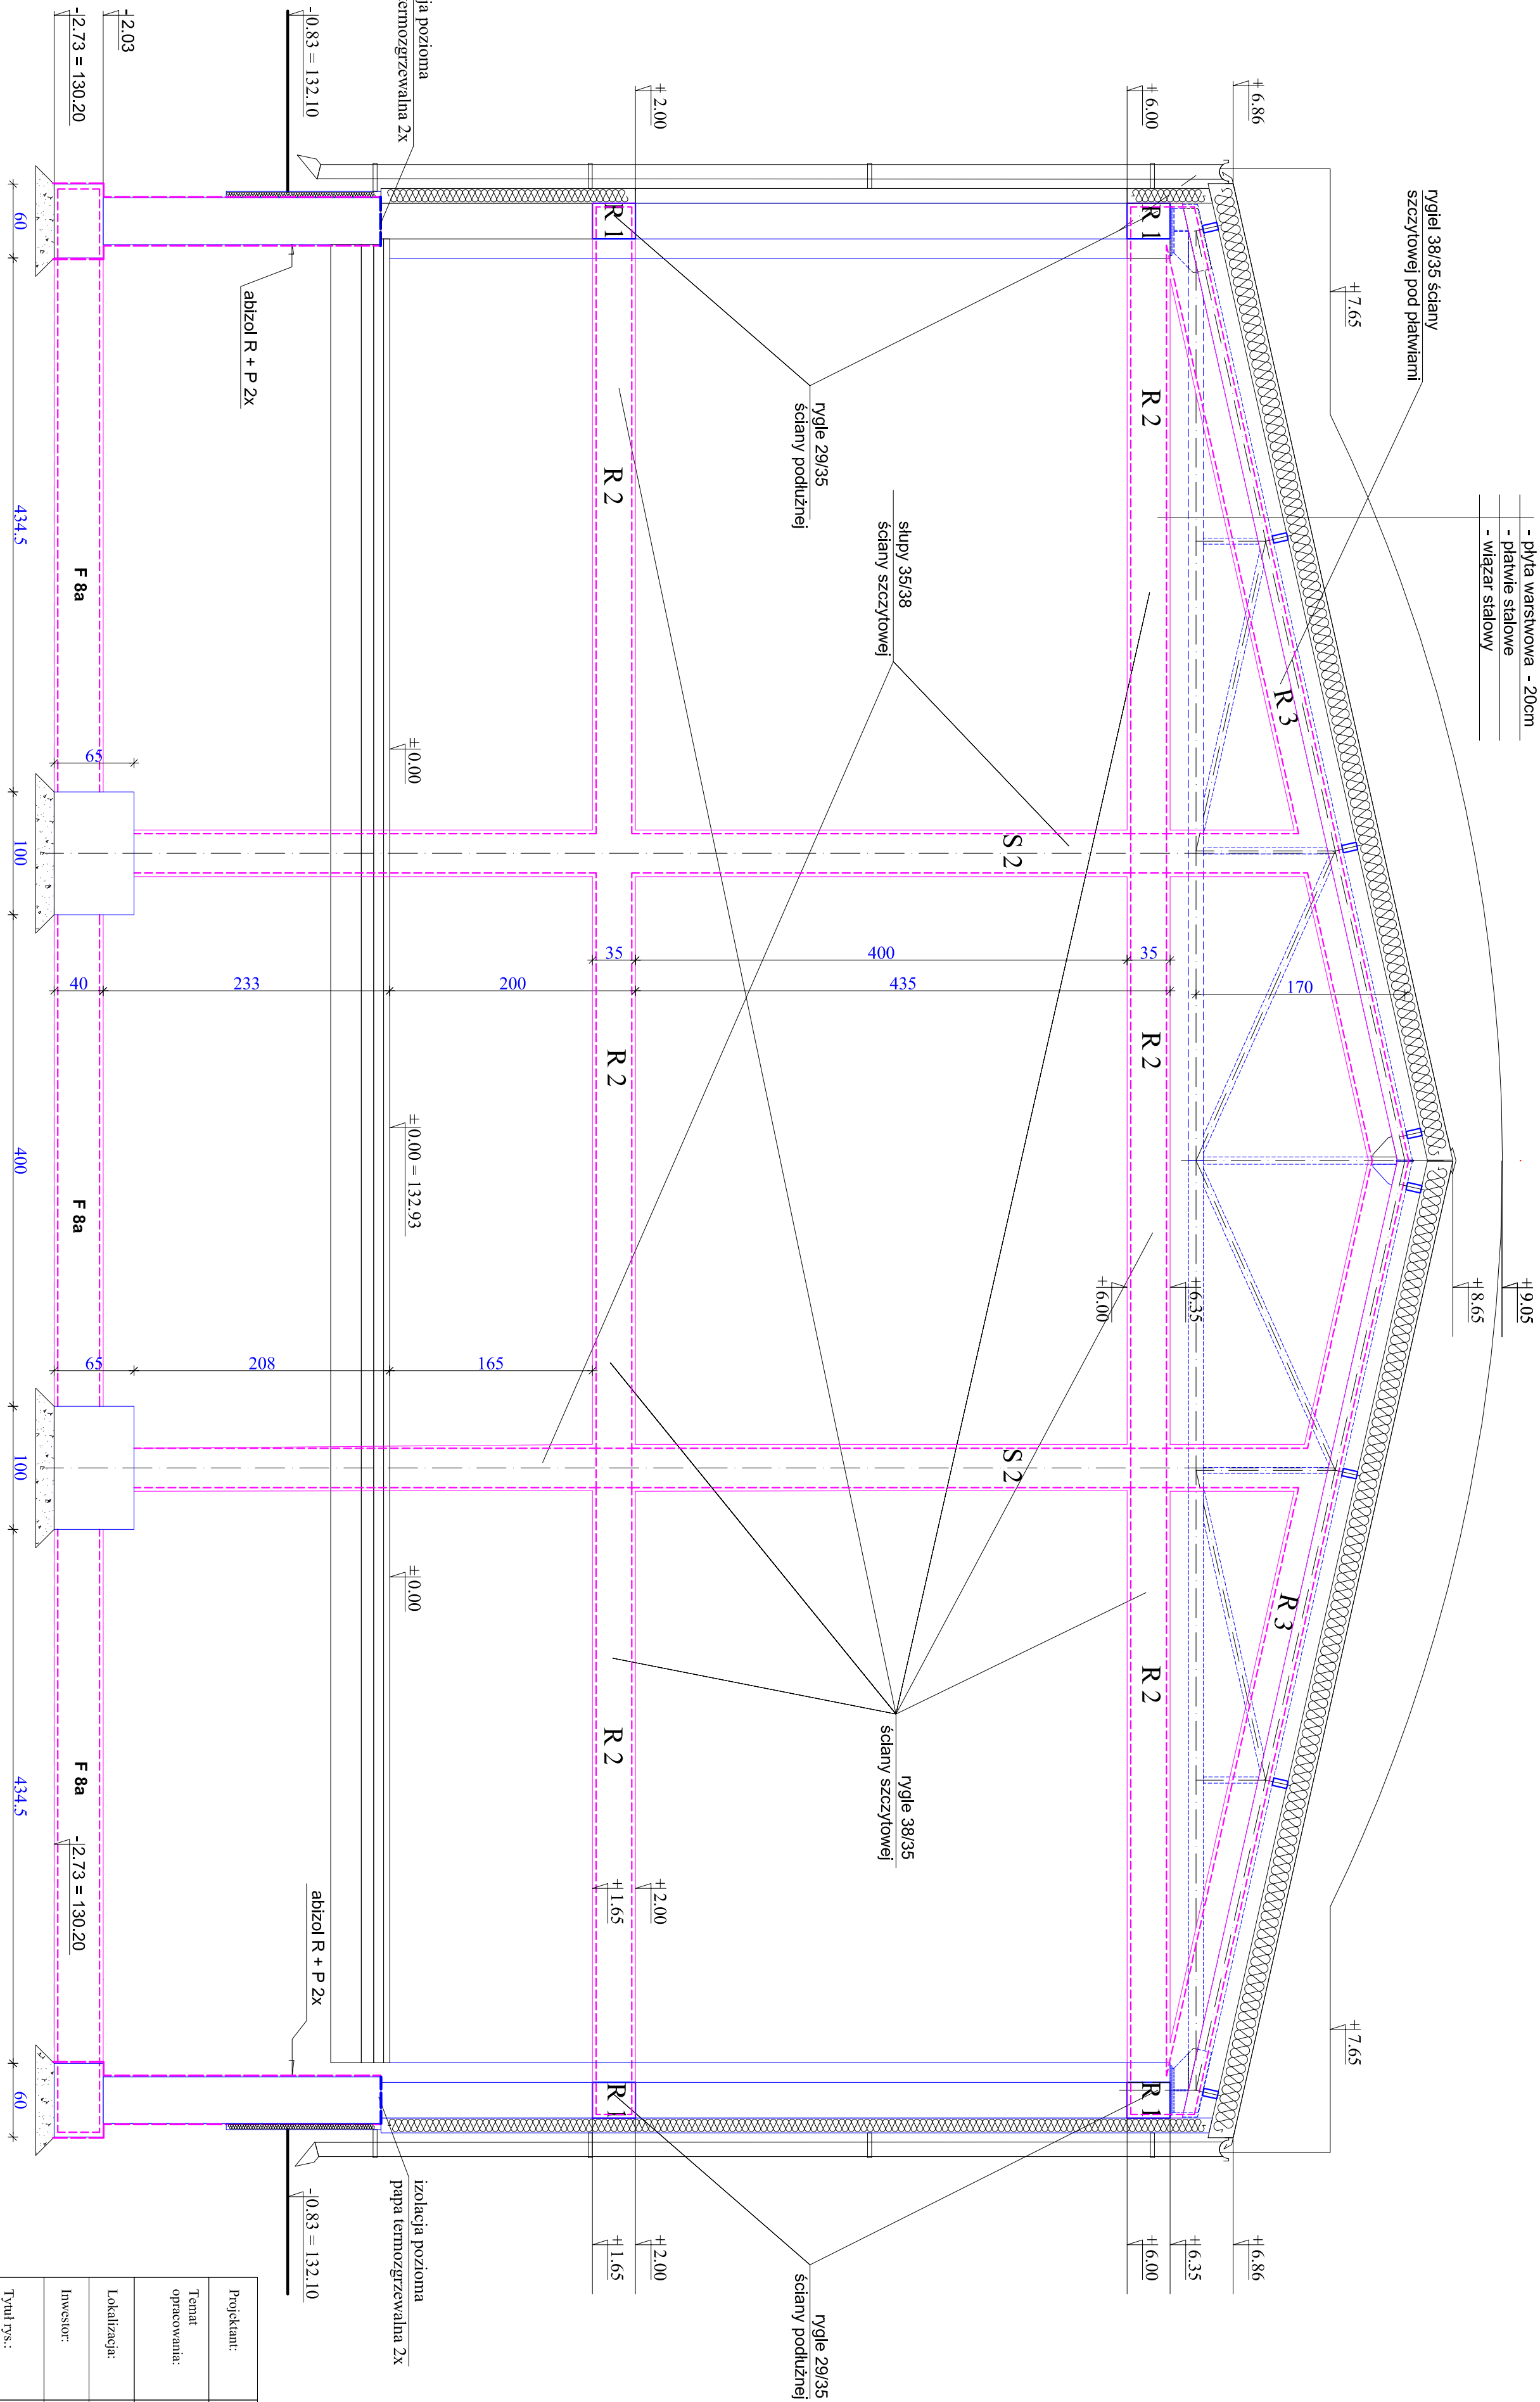 - płyta warstwowa - 20cm
- płatwie stalowe
- wiązar stalowy
+9.05
+8.65
rygiel 38/35 ściany
szczytowej pod płatwiami
+7.65
+7.65
+6.86
+6.86
R 3
R 3
170
+6.35
+6.00
+6.35
+6.00
+6.00
R 1
R 2
R 2
R 2
R 1
35
S 2
S 2
400
435
słupy 35/38
ściany szczytowej
rygle 38/35
ściany szczytowej
rygle 29/35
ściany podłużnej
rygle 29/35
ściany podłużnej
+2.00
+2.00
+1.65
+2.00
+1.65
R 1
R 2
R 2
R 2
R 1
35
200
165
±0.00
±0.00 = 132.93
±0.00
ja pozioma
ermozgrzewalna 2x
izolacja pozioma
papa termozgrzewalna 2x
-0.83 = 132.10
-0.83 = 132.10
abizol R + P 2x
abizol R + P 2x
233
208
-2.03
-2.73 = 130.20
-2.73 = 130.20
65
40
65
F 8a
F 8a
F 8a
60
434.5
100
400
100
434.5
60
Projektant:
Temat
opracowania:
Lokalizacja:
Inwestor:
Tytuł rys.: